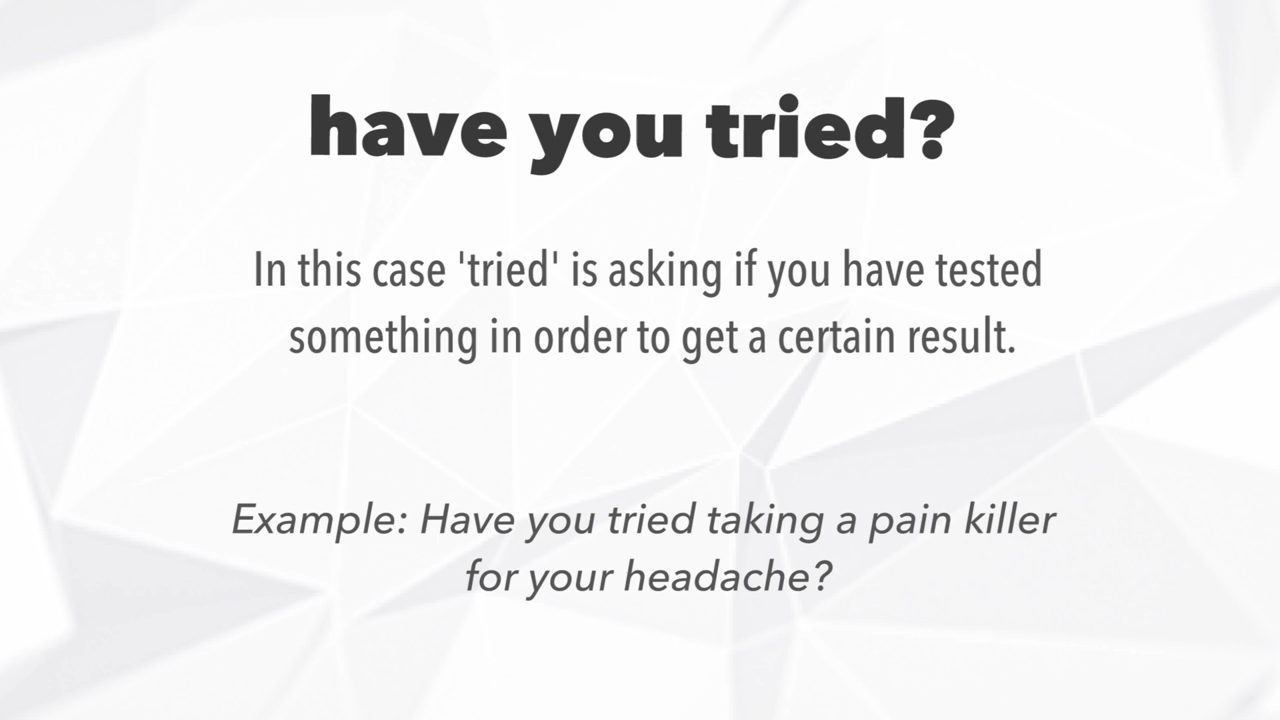 have you tried?
In this case 'tried' is asking if you have tested
something in order to get a certain result.
Example: Have you tried taking a pain killer
for your headache?